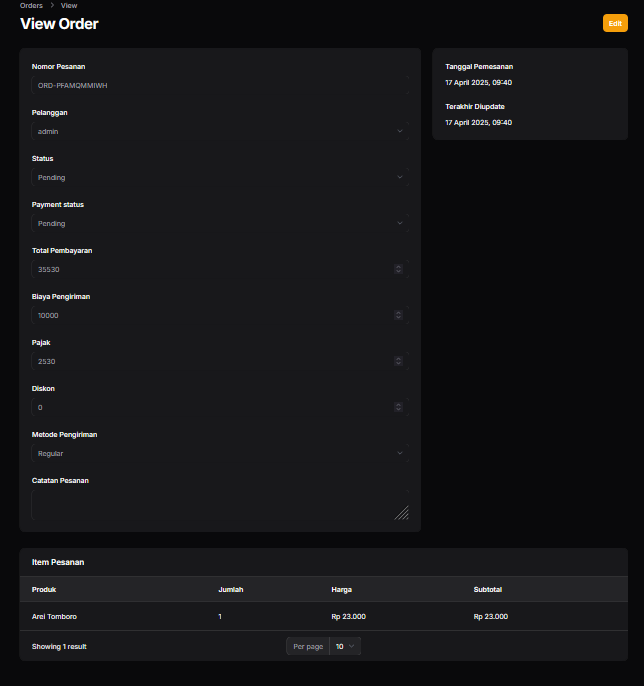 Orders > View
View Order
Edit
Nomor Pesanan
ORD-PFAMQMMIWH
Pelanggan
admin
Status
Pending
Payment status
Pending
Total Pembayaran
35530
Biaya Pengiriman
10000
Pajak
2530
Diskon
0
Metode Pengiriman
Regular
Catatan Pesanan
Tanggal Pemesanan
17 April 2025, 09:40
Terakhir Diupdate
17 April 2025, 09:40
Item Pesanan
Produk Jumlah Harga Subtotal
Arei Tomboro 1 Rp 23.000 Rp 23.000
Showing 1 result Per page 10